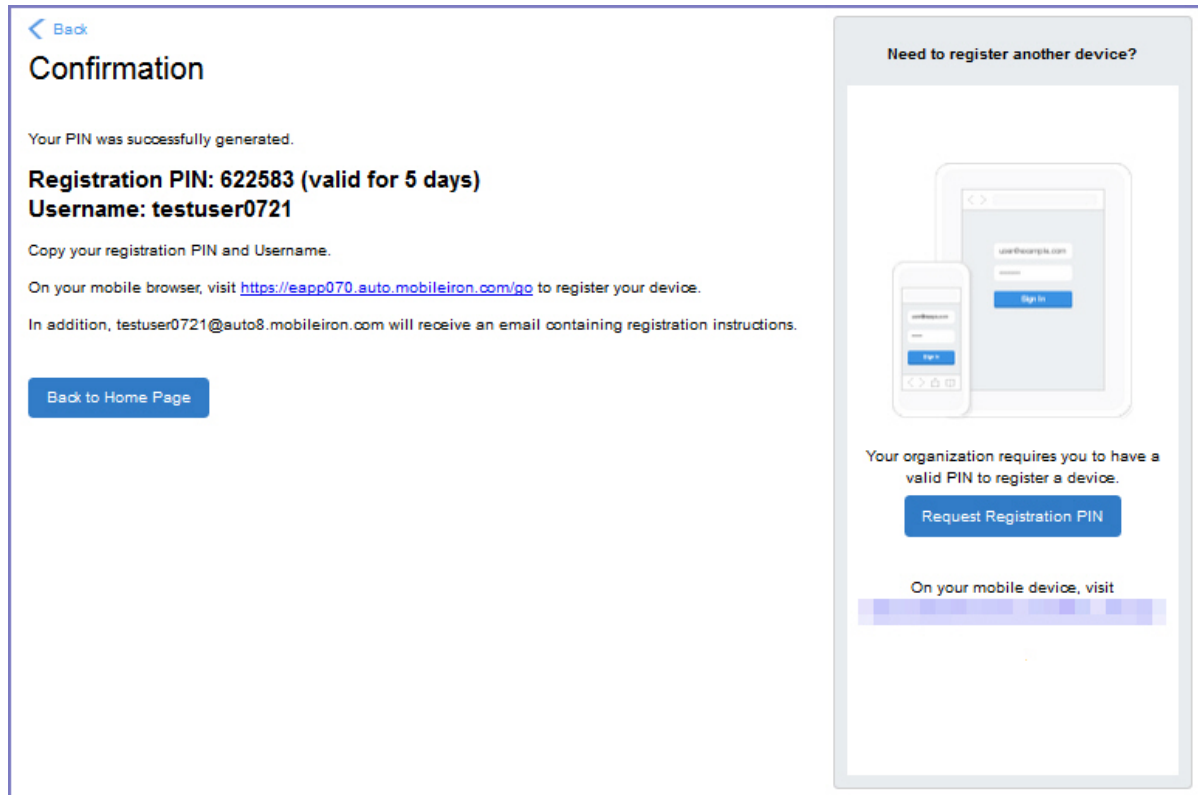 Back
Confirmation
Your PIN was successfully generated.
Registration PIN: 622583 (valid for 5 days)
Username: testuser0721
Copy your registration PIN and Username.
On your mobile browser, visit https://eapp070.auto.mobileiron.com/go to register your device.
In addition, testuser0721@auto8.mobileiron.com will receive an email containing registration instructions.
Back to Home Page
Need to register another device?
user@example.com
Sign In
Sign In
Your organization requires you to have a
valid PIN to register a device.
Request Registration PIN
On your mobile device, visit